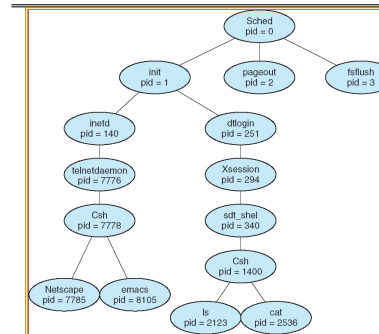 Sched
pid = 0
init
pid = 1
pageout
pid = 2
fsflush
pid = 3
inetd
pid = 140
dtlogin
pid = 251
telnetdaemon
pid = 7776
Xsession
pid = 294
Csh
pid = 7778
sdt_shel
pid = 340
Csh
pid = 1400
Netscape
pid = 7785
emacs
pid = 8105
ls
pid = 2123
cat
pid = 2536